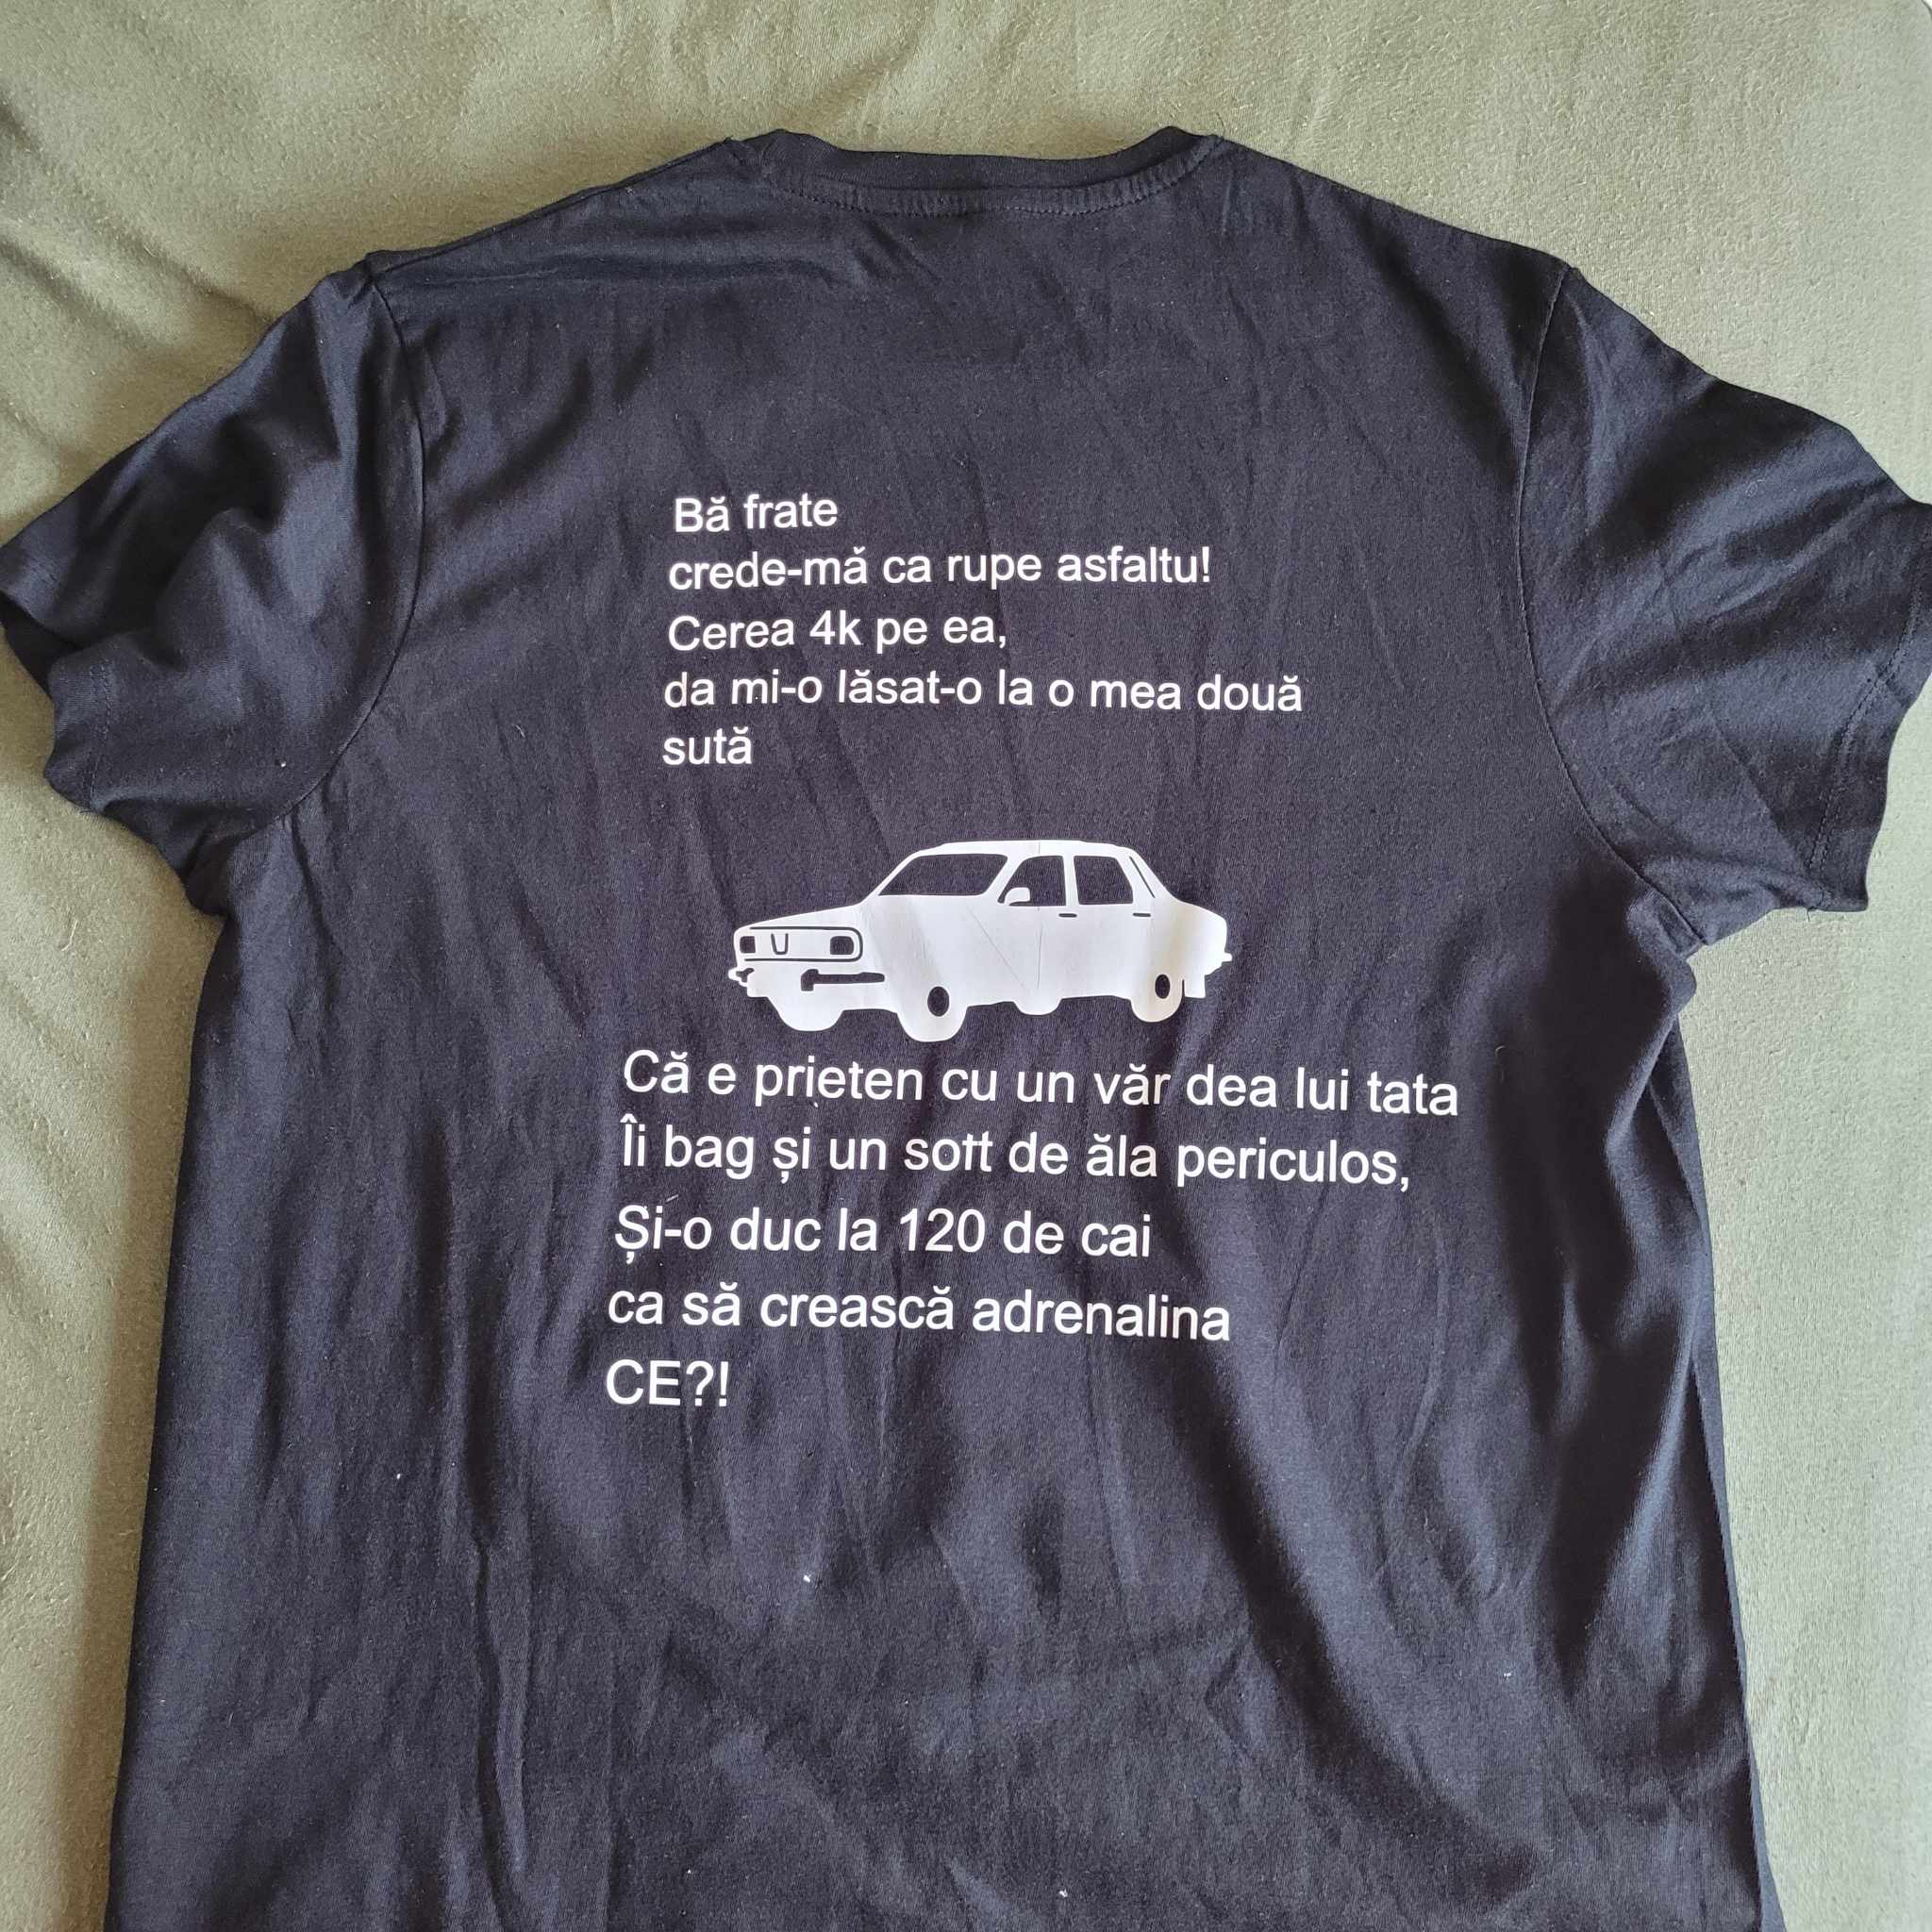 Bă frate
crede-mă ca rupe asfaltu!
Cerea 4k pe ea,
da mi-o lăsat-o la o mea două
sută
Că e prieten cu un văr dea lui tata
Îi bag și un soft de ăla periculos,
Și-o duc la 120 de cai
ca să crească adrenalina
CE?!